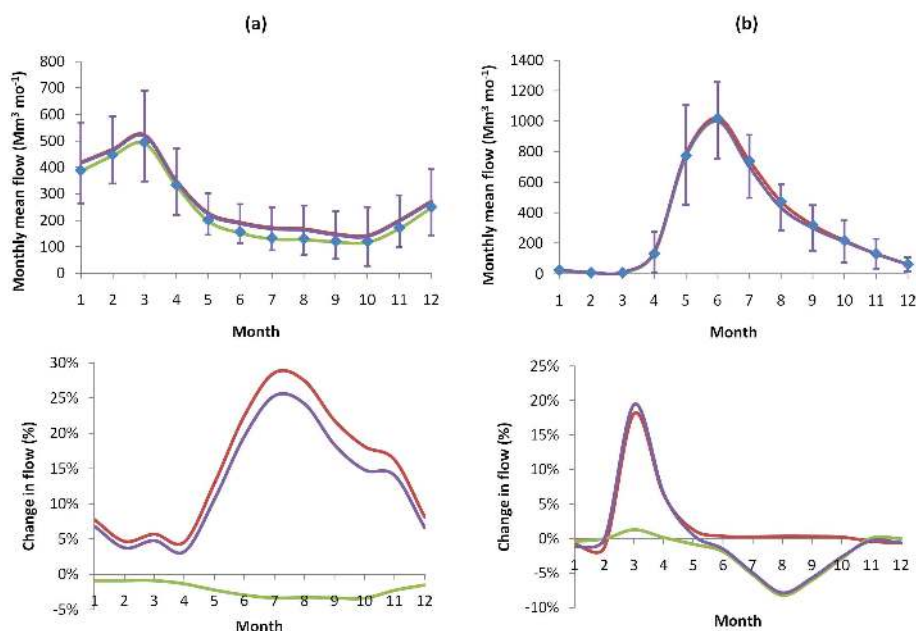 (a)
Monthly mean flow (Mm³ mo⁻¹)
800
700
600
500
400
300
200
100
0
1 2 3 4 5 6 7 8 9 10 11 12
Month
(b)
Monthly mean flow (Mm³ mo⁻¹)
1400
1200
1000
800
600
400
200
0
1 2 3 4 5 6 7 8 9 10 11 12
Month
Change in flow (%)
30%
25%
20%
15%
10%
5%
0%
-5%
1 2 3 4 5 6 7 8 9 10 11 12
Month
Change in flow (%)
25%
20%
15%
10%
5%
0%
-5%
-10%
1 2 3 4 5 6 7 8 9 10 11 12
Month